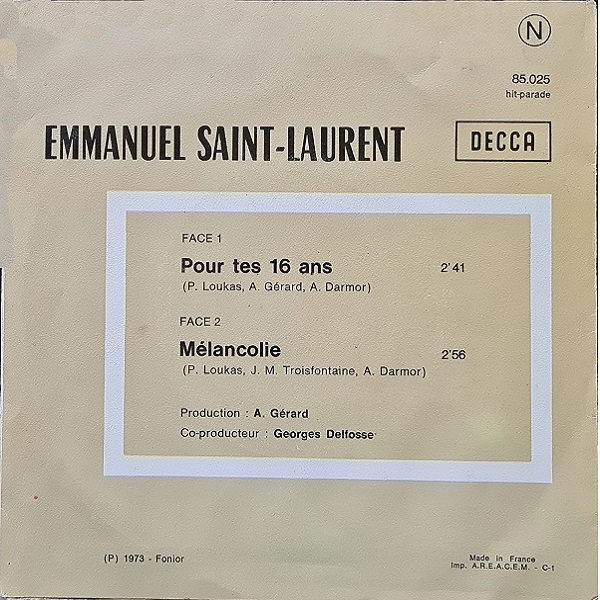 N
85.025
hit-parade
EMMANUEL SAINT-LAURENT
DECCA
FACE 1
Pour tes 16 ans 2'41
(P. Loukas, A. Gérard, A. Darmor)
FACE 2
Mélancolie 2'56
(P. Loukas, J. M. Troisfontaine, A. Darmor)
Production : A. Gérard
Co-producteur : Georges Delfosse
(P) 1973 - Fonior
Made in France
Imp. A.R.E.A.C.E.M. - C-1